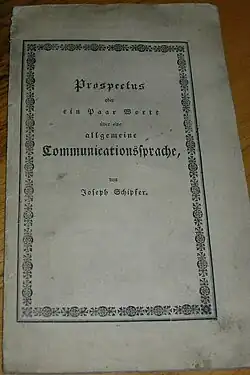 Prospectus
oder
ein Paar Worte
über eine
allgemeine
Communicationssprache,
von
Joseph Schipfer.